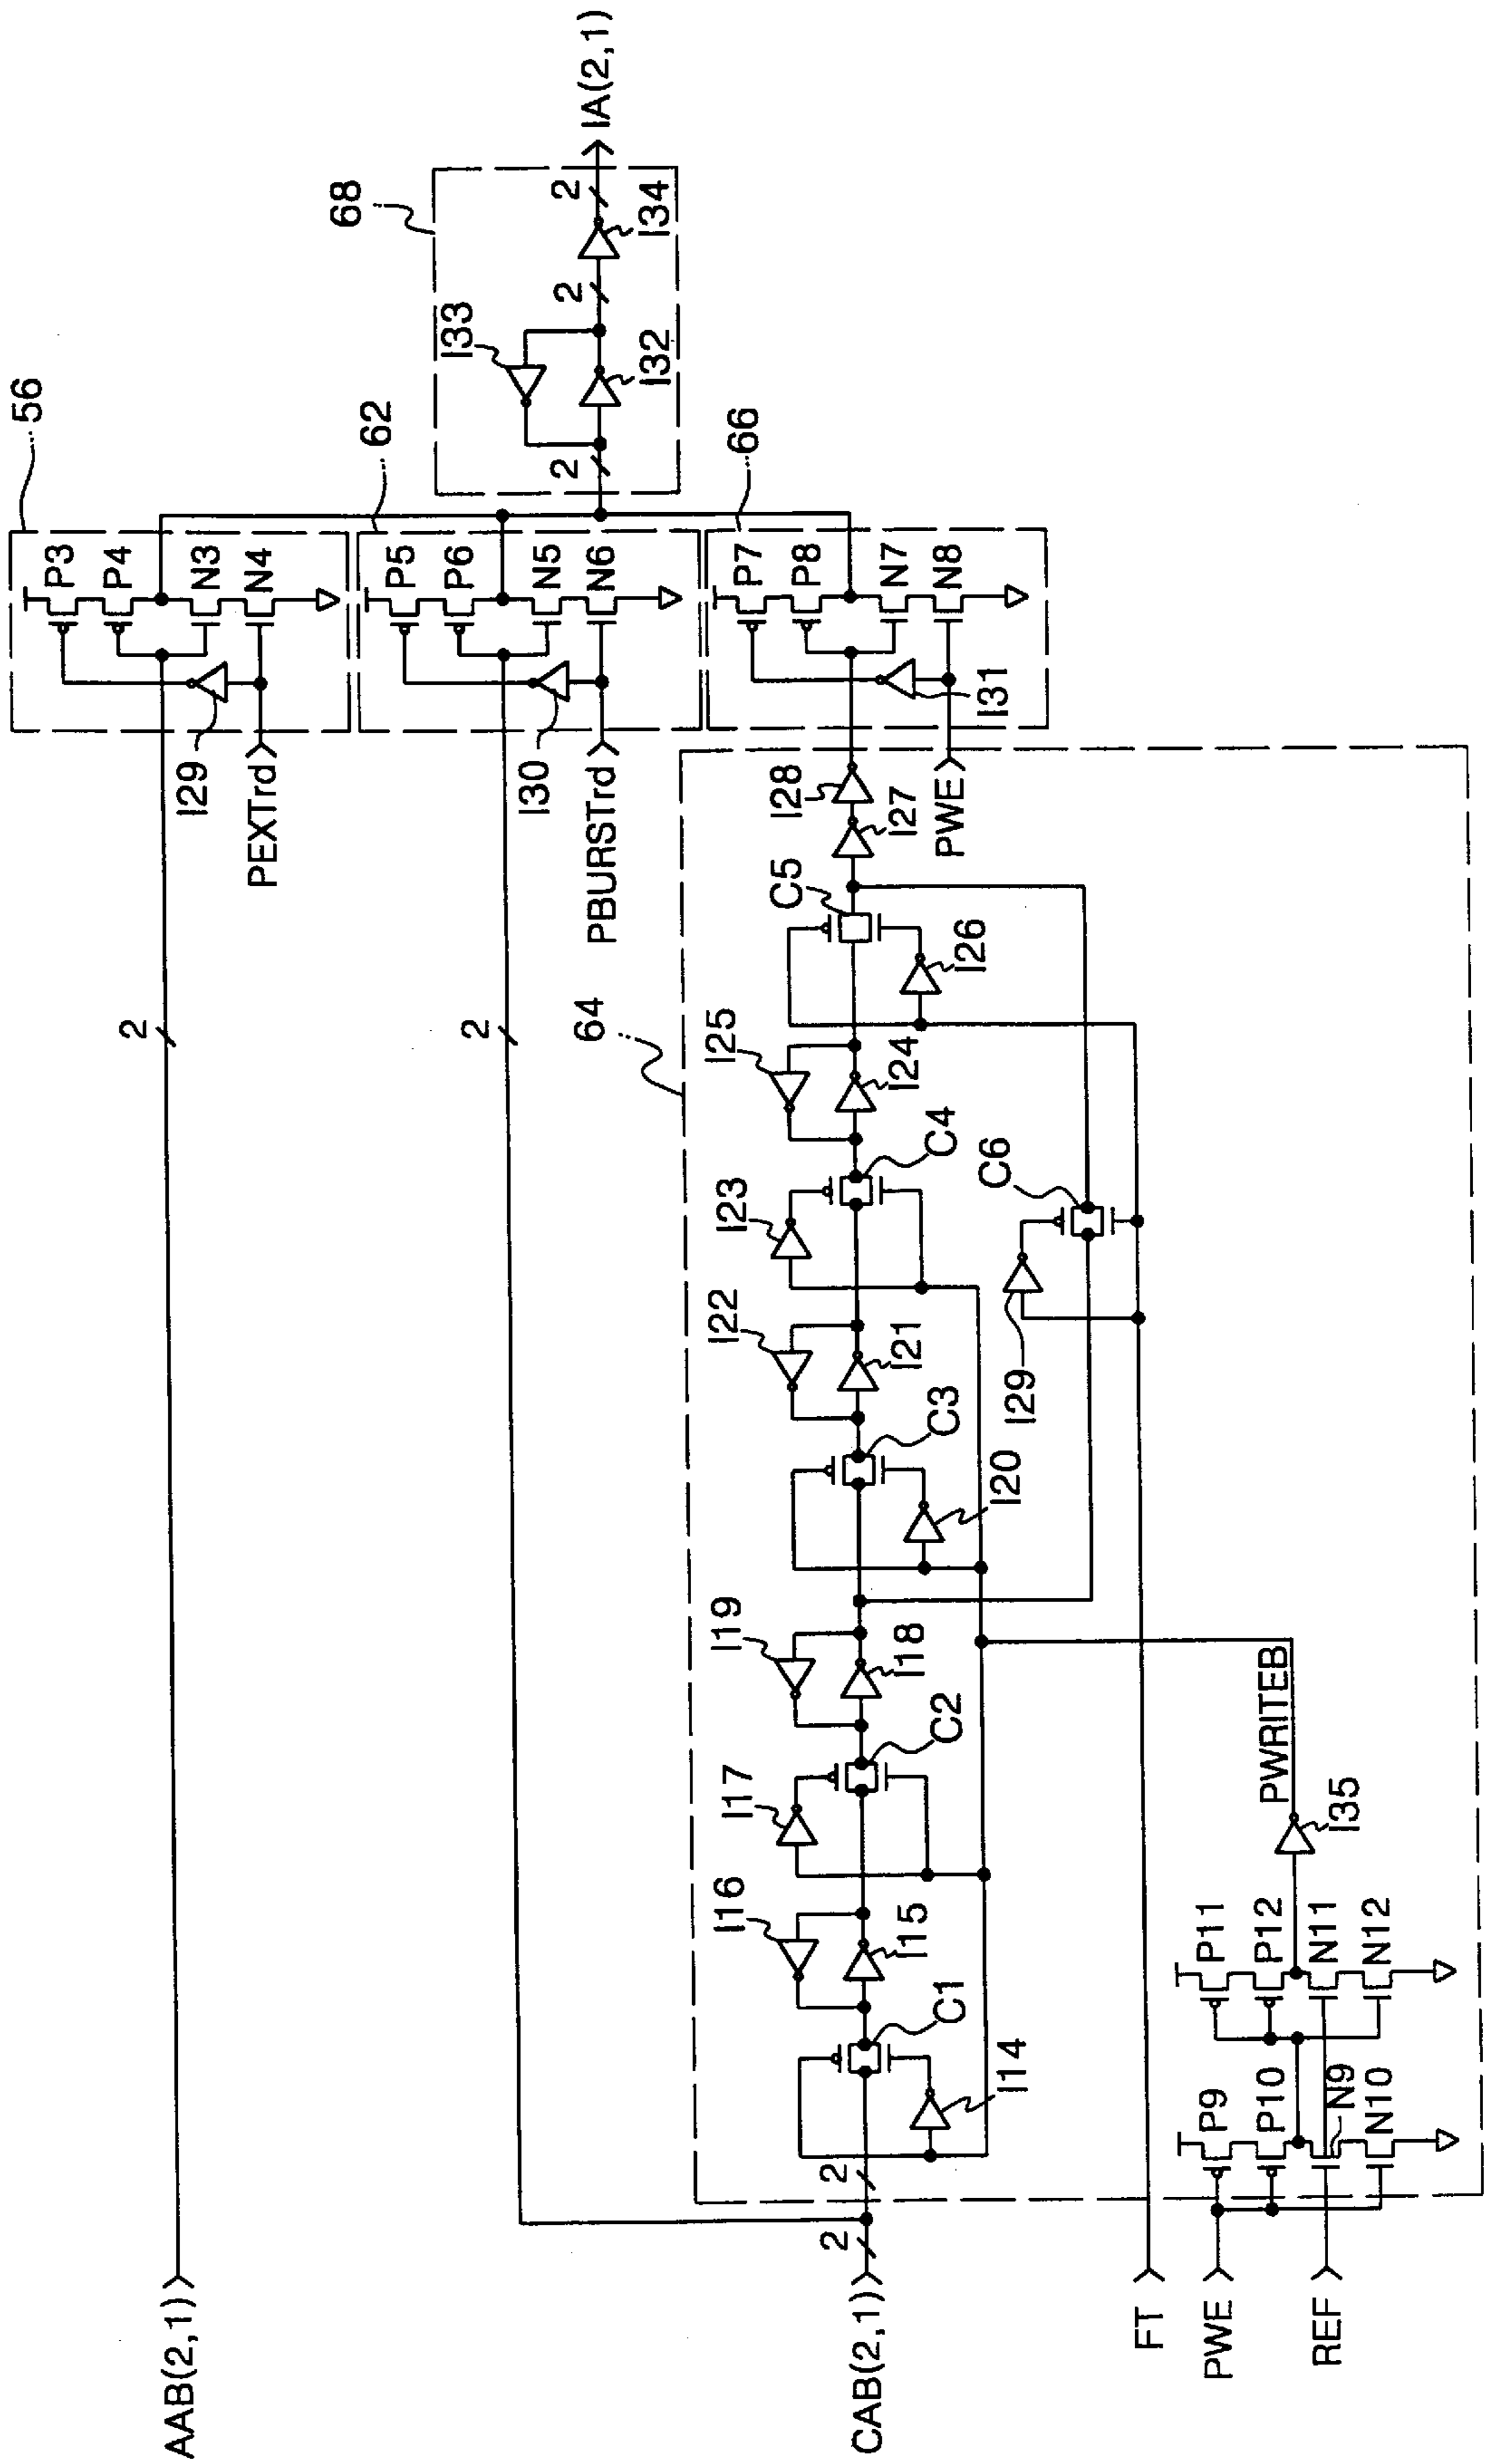 56
P3
P4
N3
N4
I29
PEXTrd
62
P5
P6
N5
N6
I30
PBURSTrd
66
P7
P8
N7
N8
I31
PWE
68
I33
I32
I34
2
2
2
IA(2,1)
AAB(2,1)
2
2
64
CAB(2,1)
2
2
C1
I14
I16
I15
I17
C2
I19
I18
C3
I20
I22
I21
I23
C4
I25
I24
C5
I26
I28
I27
C6
I29
FT
PWE
REF
P9
P10
N9
N10
P11
P12
N11
N12
I35
PWRITEB